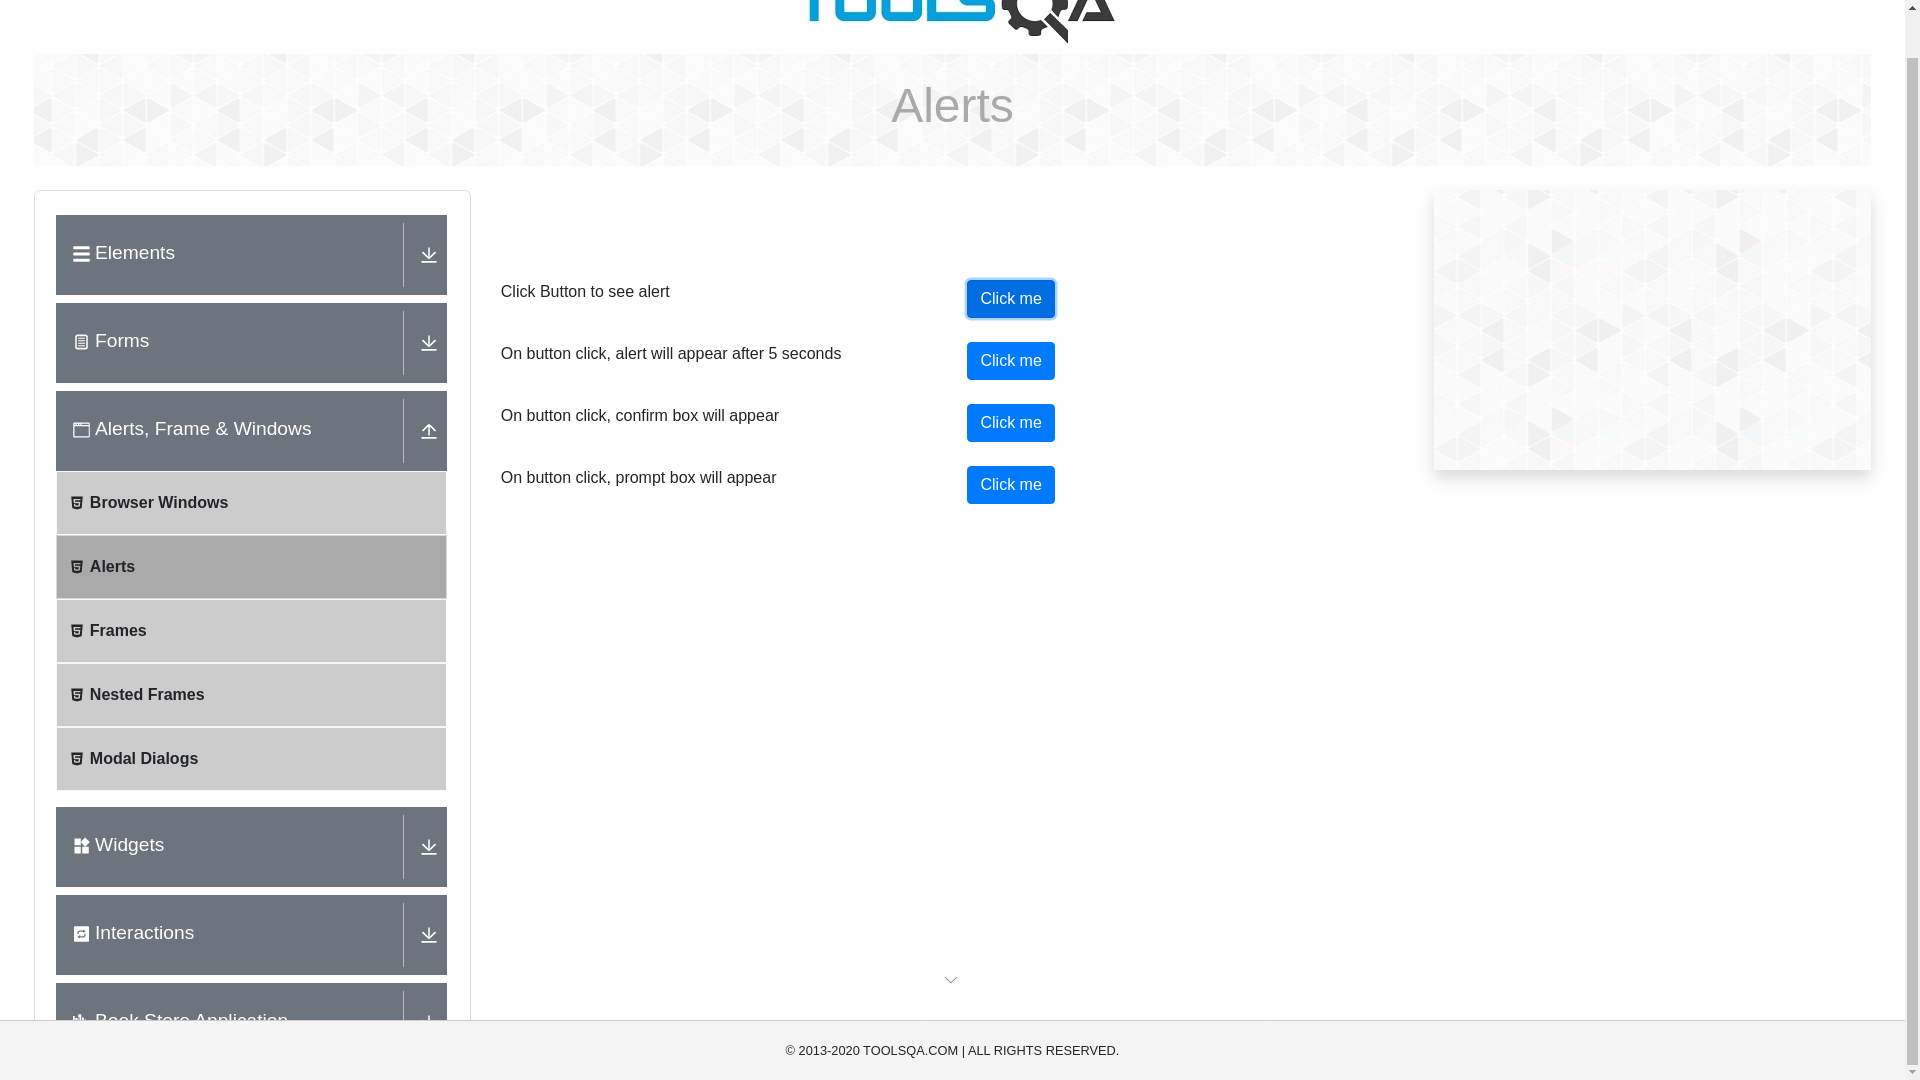 TOOLSQA
Alerts
Elements
Forms
Alerts, Frame & Windows
Browser Windows
Alerts
Frames
Nested Frames
Modal Dialogs
Widgets
Interactions
Book Store Application
Click Button to see alert
Click me
On button click, alert will appear after 5 seconds
Click me
On button click, confirm box will appear
Click me
On button click, prompt box will appear
Click me
© 2013-2020 TOOLSQA.COM | ALL RIGHTS RESERVED.